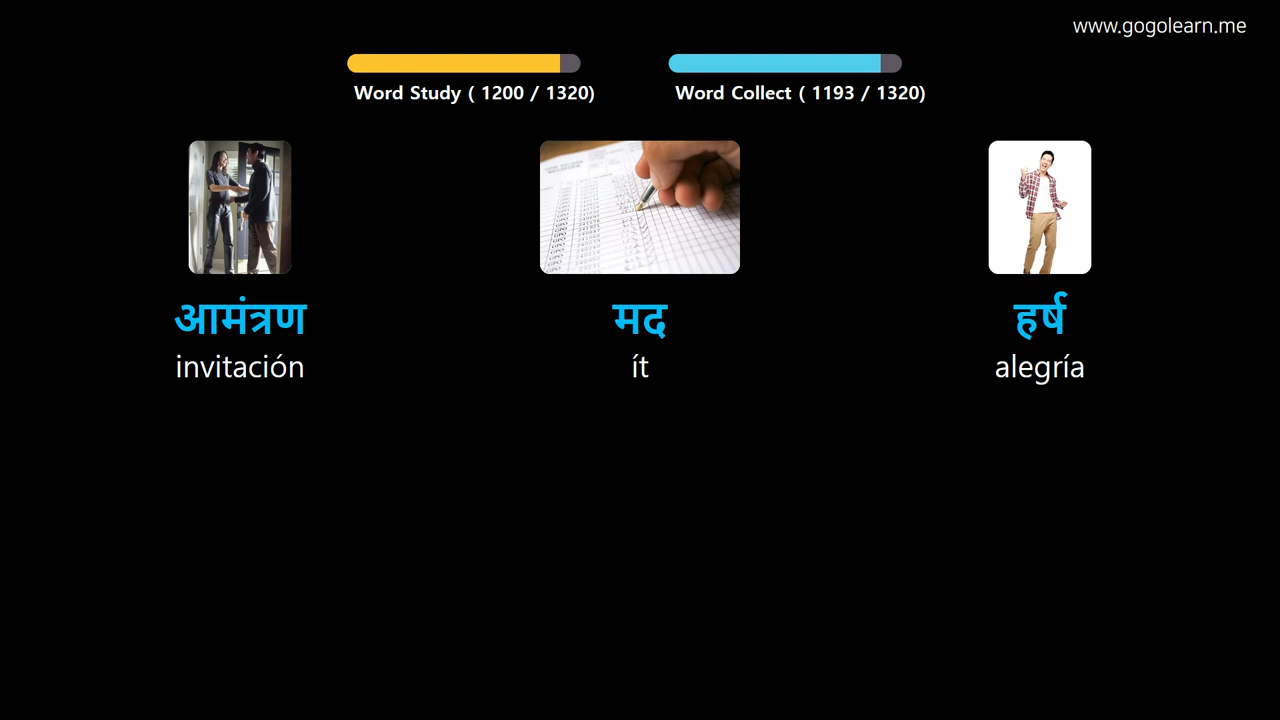 www.gogolearn.me
Word Study ( 1200 / 1320)
Word Collect ( 1193 / 1320)
आमंत्रण
मद
हर्ष
invitación
ít
alegría